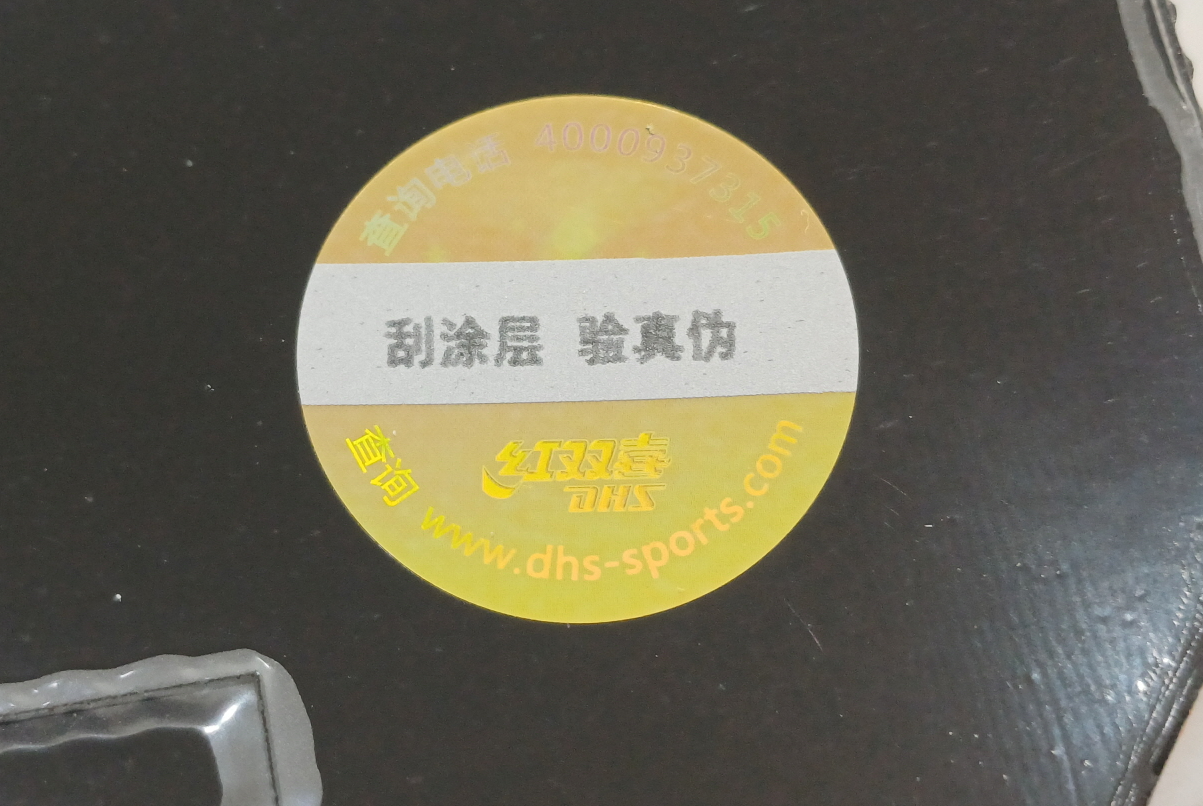 查询电话 4000937315
刮涂层 验真伪
红双喜
DHS
查询 www.dhs-sports.com